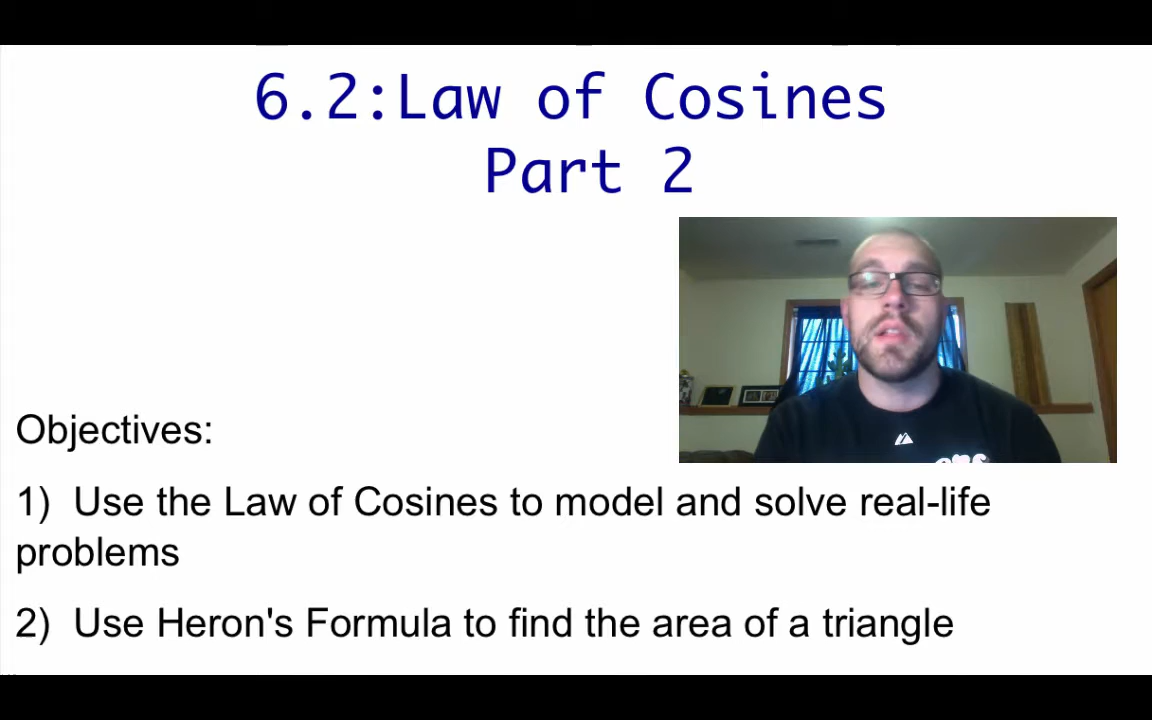 6.2:Law of Cosines
Part 2
Objectives:
1) Use the Law of Cosines to model and solve real-life
problems
2) Use Heron's Formula to find the area of a triangle